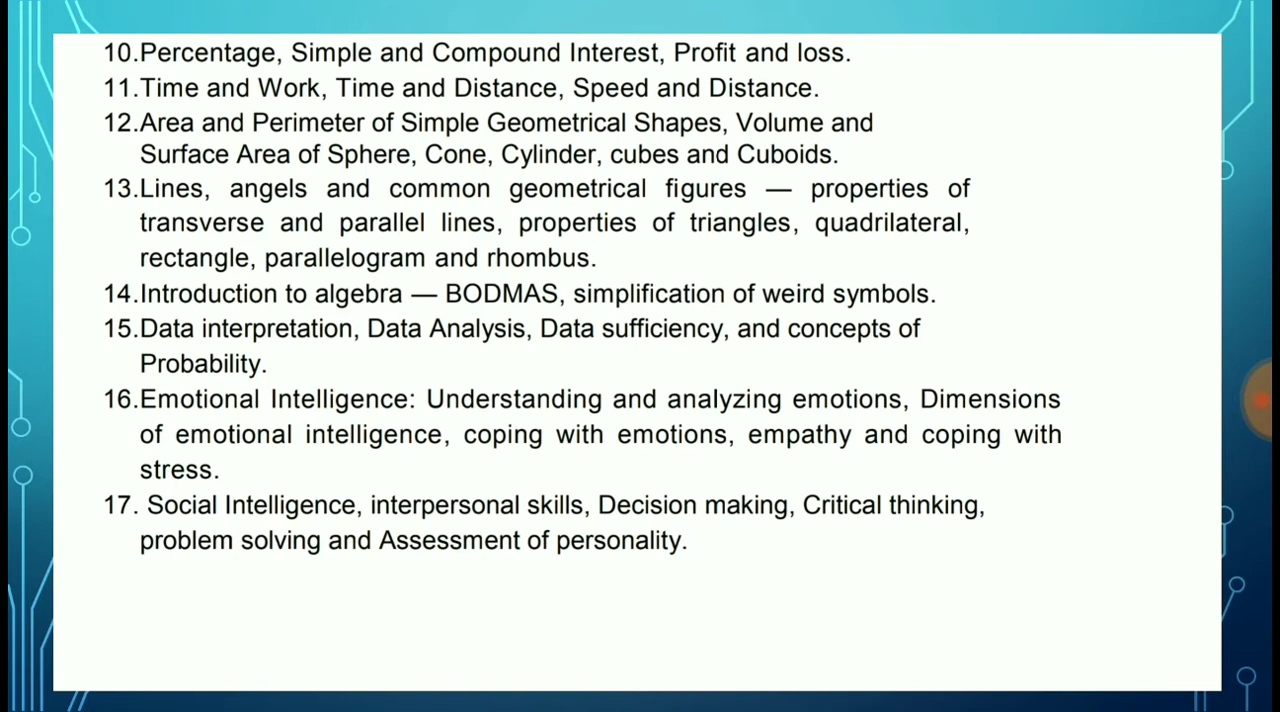 10.Percentage, Simple and Compound Interest, Profit and loss.
11.Time and Work, Time and Distance, Speed and Distance.
12.Area and Perimeter of Simple Geometrical Shapes, Volume and
Surface Area of Sphere, Cone, Cylinder, cubes and Cuboids.
13.Lines, angels and common geometrical figures — properties of
transverse and parallel lines, properties of triangles, quadrilateral,
rectangle, parallelogram and rhombus.
14.Introduction to algebra — BODMAS, simplification of weird symbols.
15.Data interpretation, Data Analysis, Data sufficiency, and concepts of
Probability.
16.Emotional Intelligence: Understanding and analyzing emotions, Dimensions
of emotional intelligence, coping with emotions, empathy and coping with
stress.
17. Social Intelligence, interpersonal skills, Decision making, Critical thinking,
problem solving and Assessment of personality.